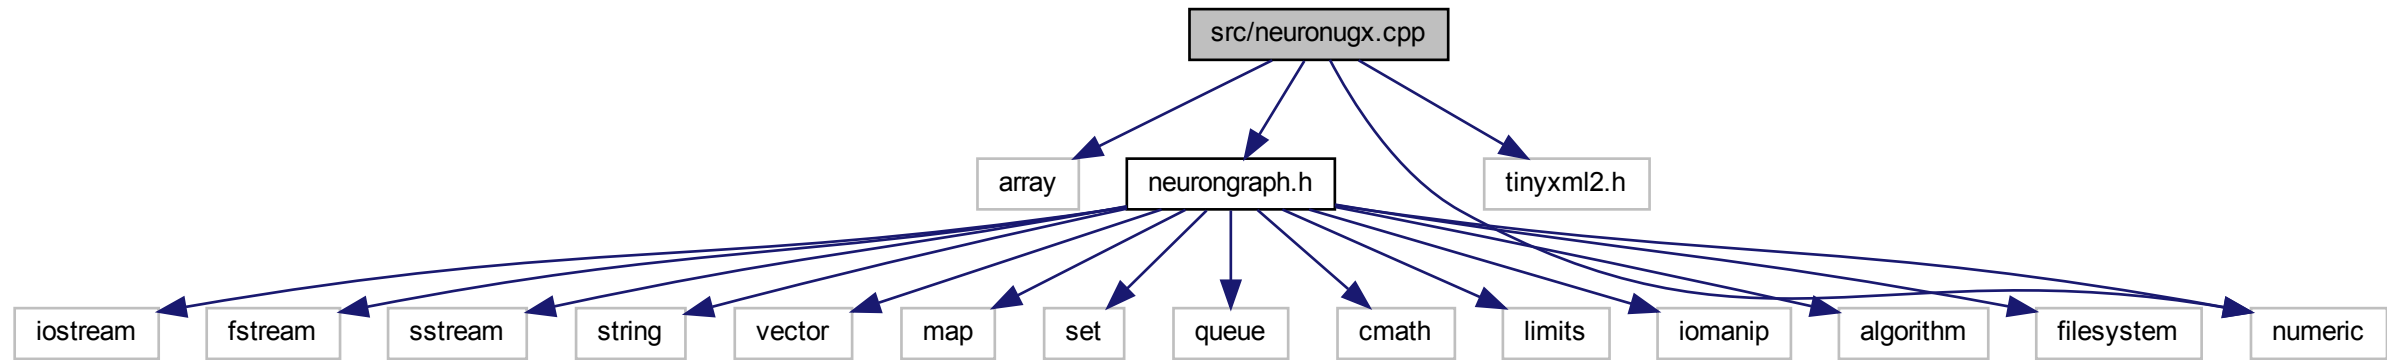 src/neuronugx.cpp
array
neurongraph.h
tinyxml2.h
iostream
fstream
sstream
string
vector
map
set
queue
cmath
limits
iomanip
algorithm
filesystem
numeric